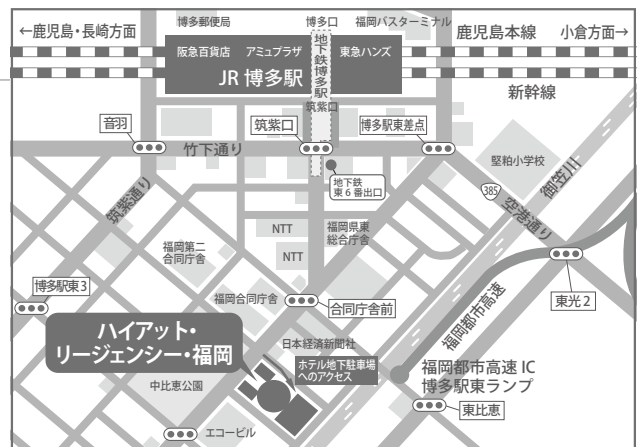 博多郵便局
博多口
福岡バスターミナル
←鹿児島・長崎方面
鹿児島本線
小倉方面→
阪急百貨店
アミュプラザ
東急ハンズ
地下鉄博多駅
JR 博多駅
新幹線
筑紫口
音羽
筑紫口
博多駅東差点
竹下通り
堅粕小学校
御笠川
地下鉄
東6番出口
385
空港通り
筑紫通り
NTT
福岡県東
総合庁舎
福岡第二
合同庁舎
NTT
博多駅東3
福岡合同庁舎
合同庁舎前
東光2
福岡都市高速
ハイアット・
リージェンシー・福岡
日本経済新聞社
ホテル地下駐車場
へのアクセス
福岡都市高速 IC
博多駅東ランプ
中比恵公園
東比恵
エコービル